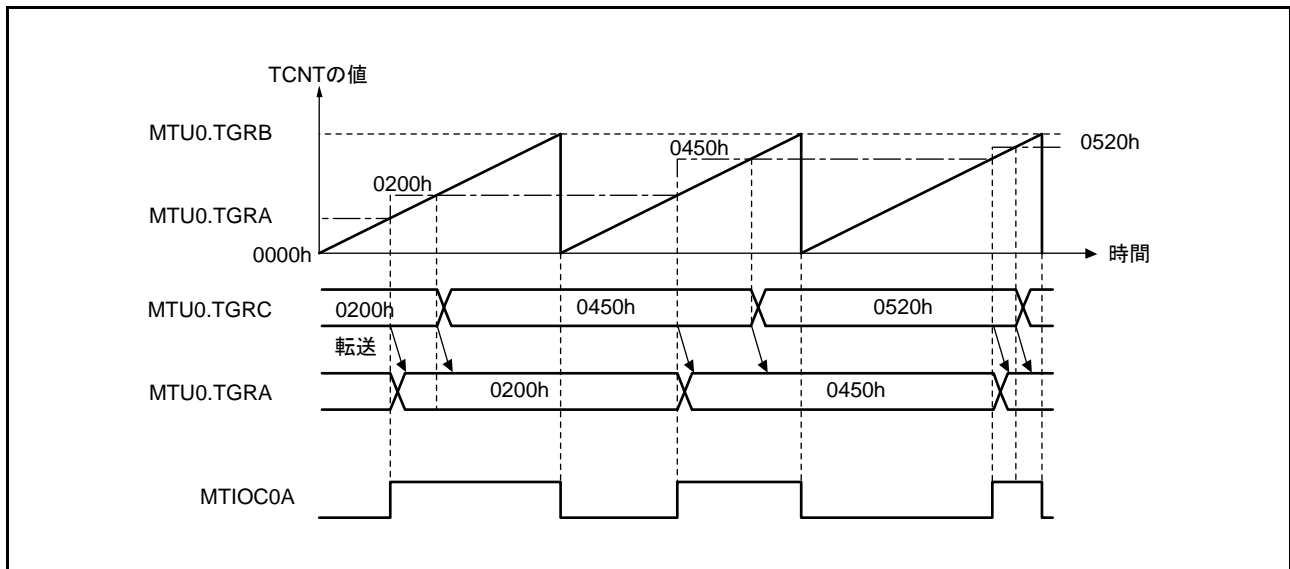 TCNTの値
MTU0.TGRB
0450h
0520h
0200h
MTU0.TGRA
0000h
時間
MTU0.TGRC
0200h
0450h
0520h
転送
MTU0.TGRA
0200h
0450h
MTIOC0A